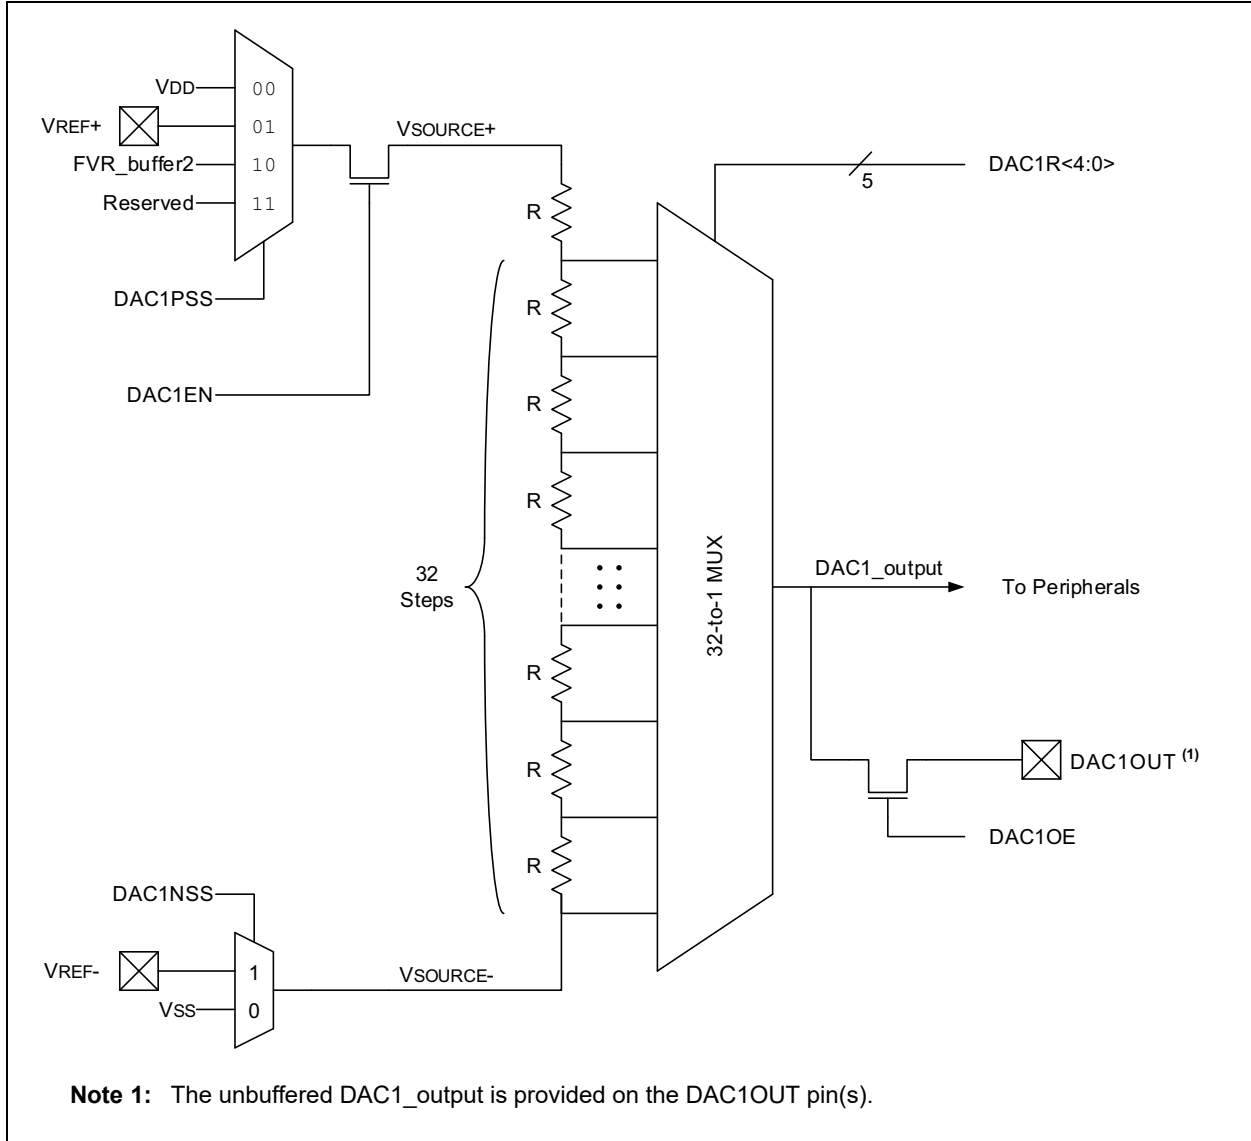 VDD
00
VREF+
01
VSOURCE+
FVR_buffer2
10
DAC1R<4:0>
5
Reserved
11
R
DAC1PSS
R
DAC1EN
R
R
32
Steps
32-to-1 MUX
DAC1_output
To Peripherals
R
R
DAC1OUT (1)
DAC1OE
R
DAC1NSS
VREF-
1
VSOURCE-
VSS
0
Note 1: The unbuffered DAC1_output is provided on the DAC1OUT pin(s).